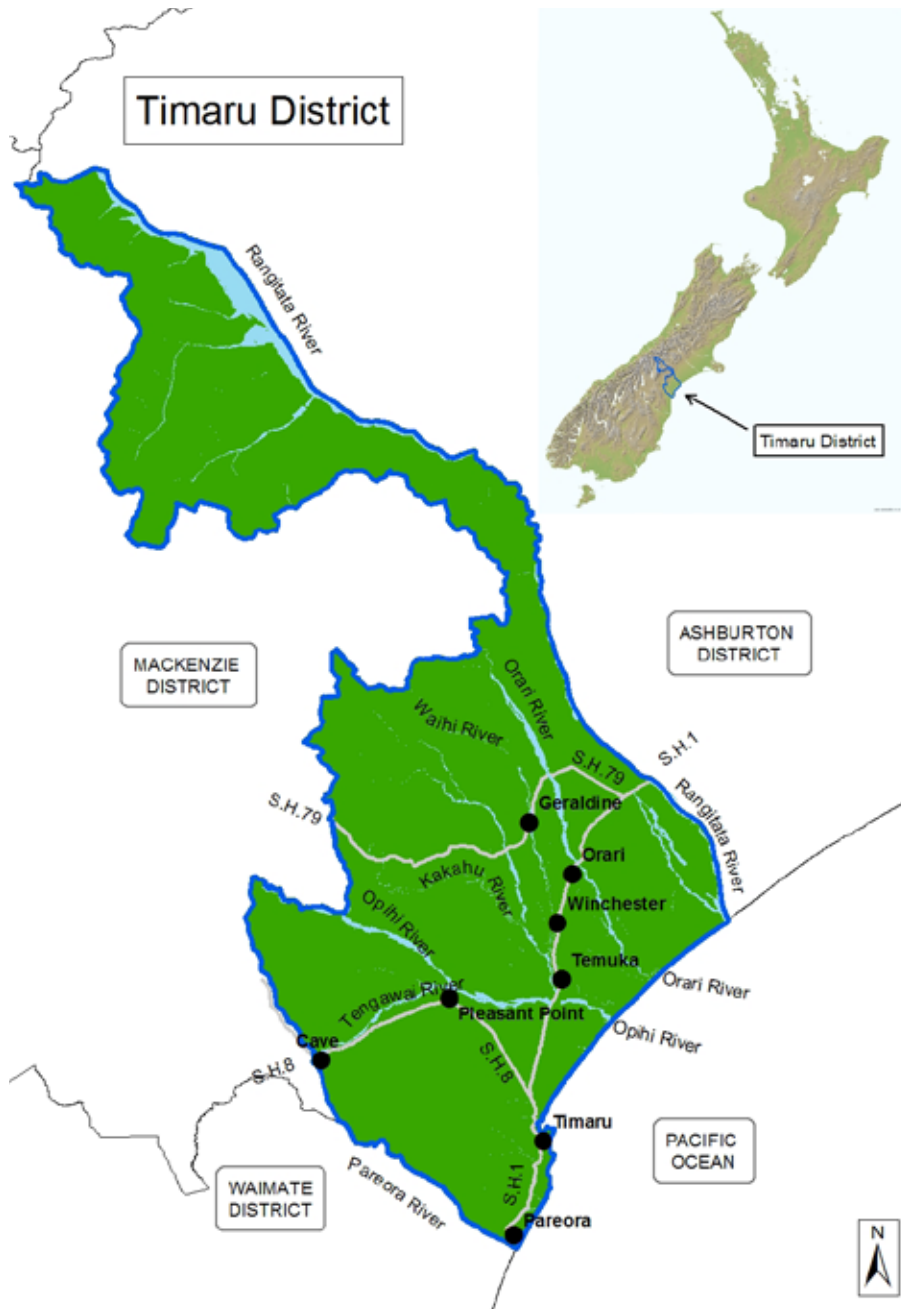 Timaru District
Rangitata River
Timaru District
MACKENZIE
DISTRICT
ASHBURTON
DISTRICT
Orari River
Waihi River
S.H.1
S.H.79
S.H.79
Geraldine
Rangitata River
Orari
Kakahu River
Winchester
Opihi River
Temuka
Orari River
Tengawai River
Pleasant Point
Opihi River
Cave
S.H.8
S.H.8
Timaru
PACIFIC
OCEAN
WAIMATE
DISTRICT
Pareora River
S.H.1
Pareora
N